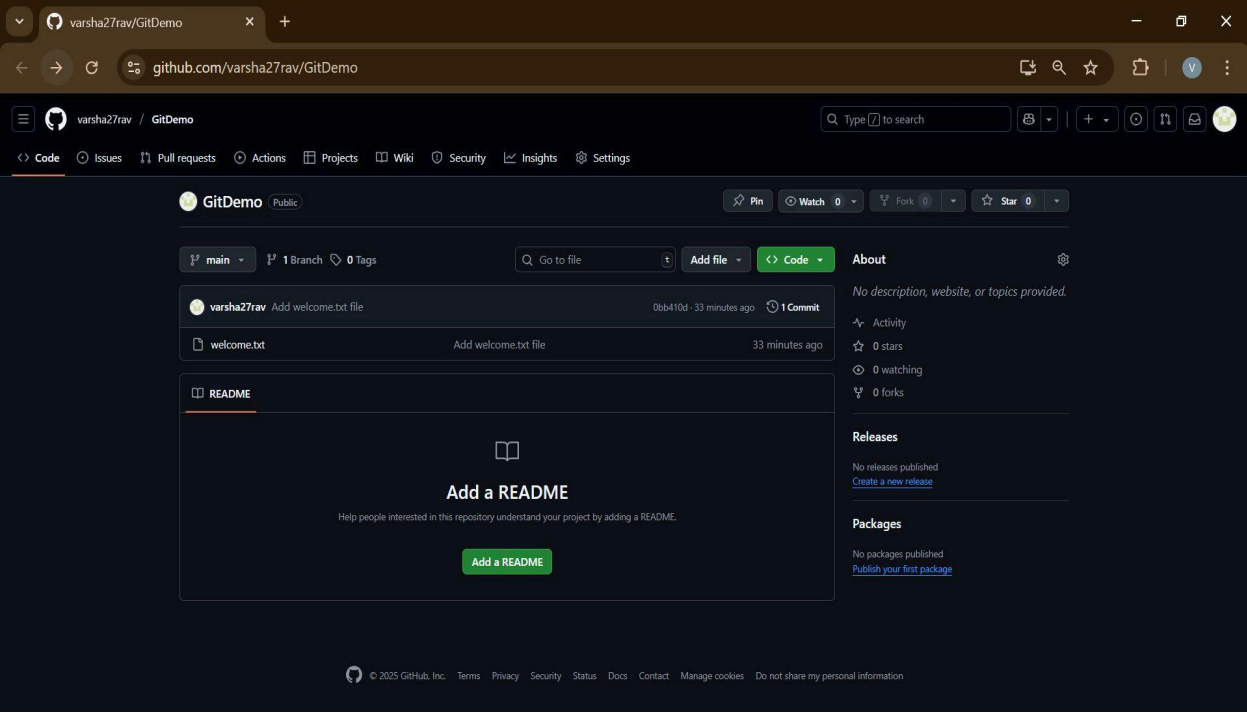 varsha27rav/GitDemo
github.com/varsha27rav/GitDemo
V
varsha27rav / GitDemo
Type / to search
Code Issues Pull requests Actions Projects Wiki Security Insights Settings
GitDemo Public
Pin Watch 0 Fork 0 Star 0
main 1 Branch 0 Tags
Go to file t Add file Code
varsha27rav Add welcome.txt file 0bb410d · 33 minutes ago 1 Commit
welcome.txt Add welcome.txt file 33 minutes ago
README
Add a README
Help people interested in this repository understand your project by adding a README.
Add a README
About
No description, website, or topics provided.
Activity
0 stars
0 watching
0 forks
Releases
No releases published
Create a new release
Packages
No packages published
Publish your first package
© 2025 GitHub, Inc. Terms Privacy Security Status Docs Contact Manage cookies Do not share my personal information